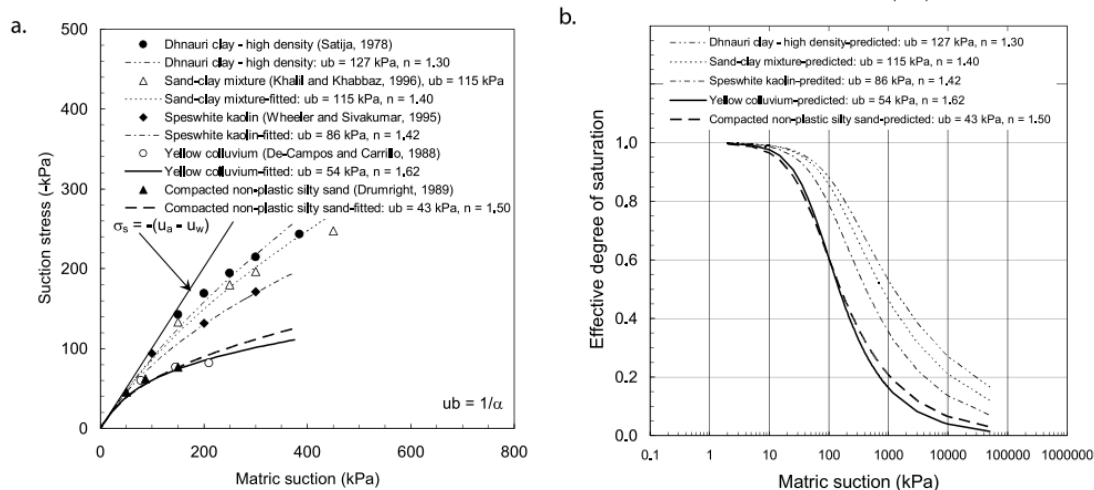 a.
500
400
300
200
100
0
Suction stress (-kPa)
Dhnauri clay - high density (Satija, 1978)
Dhnauri clay - high density: ub = 127 kPa, n = 1.30
Sand-clay mixture (Khalil and Khabbaz, 1996), ub = 115 kPa
Sand-clay mixture-fitted: ub = 115 kPa, n = 1.40
Speswhite kaolin (Wheeler and Sivakumar, 1995)
Speswhite kaolin-fitted: ub = 86 kPa, n = 1.42
Yellow colluvium (De-Campos and Carrillo, 1988)
Yellow colluvium-fitted: ub = 54 kPa, n = 1.62
Compacted non-plastic silty sand (Drumright, 1989)
Compacted non-plastic silty sand-fitted: ub = 43 kPa, n = 1.50
σs = -(ua - uw)
ub = 1/α
0 200 400 600 800
Matric suction (kPa)
b.
Dhnauri clay - high density-predicted: ub = 127 kPa, n = 1.30
Sand-clay mixture-predicted: ub = 115 kPa, n = 1.40
Speswhite kaolin-predited: ub = 86 kPa, n = 1.42
Yellow colluvium-predicted: ub = 54 kPa, n = 1.62
Compacted non-plastic silty sand-predicted: ub = 43 kPa, n = 1.50
Effective degree of saturation
1.0
0.8
0.6
0.4
0.2
0.0
0.1 1 10 100 1000 10000 100000 1000000
Matric suction (kPa)